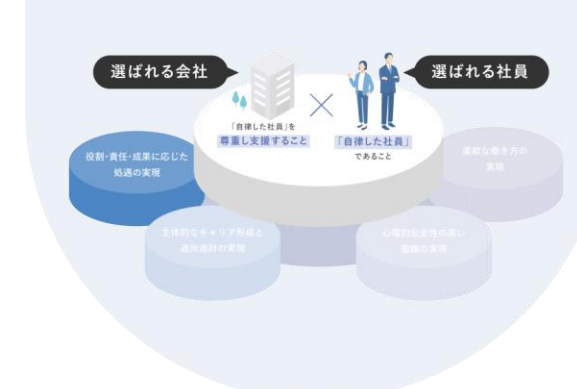 選ばれる会社
選ばれる社員
「自律した社員」を
尊重し支援すること
「自律した社員」
であること
役割・責任・成果に応じた
処遇の実現
柔軟な働き方の
実現
主体的なキャリア形成と
適所適財の実現
心理的安全性の高い
組織の実現